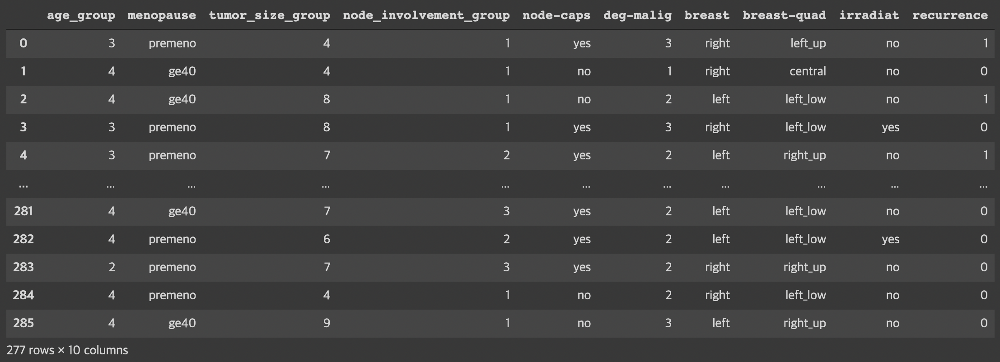 age_group menopause tumor_size_group node_involvement_group node-caps deg-malig breast breast-quad irradiat recurrence
0 3 premeno 4 1 yes 3 right left_up no 1
1 4 ge40 4 1 no 1 right central no 0
2 4 ge40 8 1 no 2 left left_low no 1
3 3 premeno 8 1 yes 3 right left_low yes 0
4 3 premeno 7 2 yes 2 left right_up no 1
... ... ... ... ... ... ... ... ... ... ...
281 4 ge40 7 3 yes 2 left left_low no 0
282 4 premeno 6 2 yes 2 left left_low yes 0
283 2 premeno 7 3 yes 2 right right_up no 0
284 4 premeno 4 1 no 2 right left_low no 0
285 4 ge40 9 1 no 3 left right_up no 0
277 rows × 10 columns